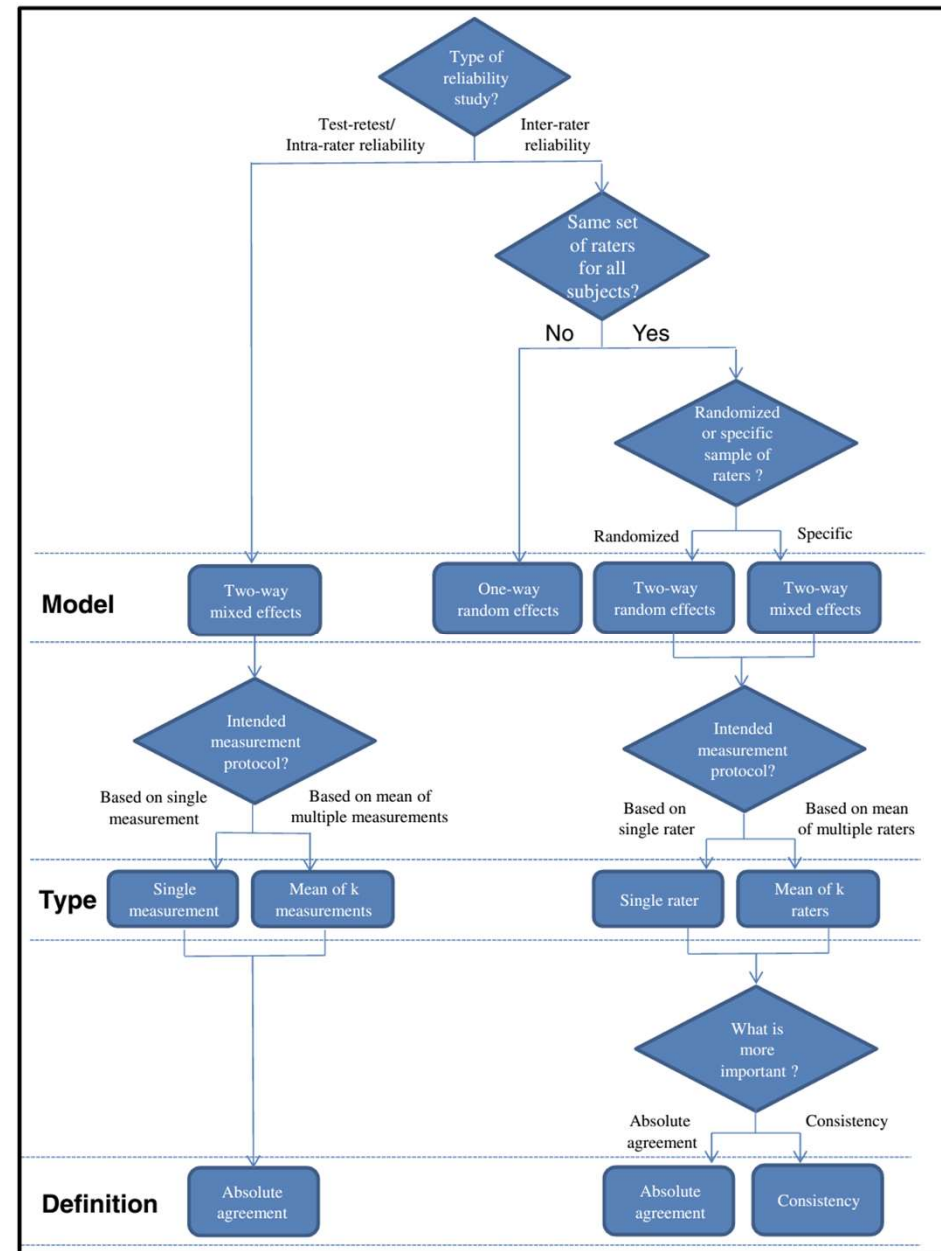 Type of
reliability
study?
Test-retest/
Intra-rater reliability
Inter-rater
reliability
Same set
of raters
for all
subjects?
No
Yes
Randomized
or specific
sample of
raters ?
Randomized
Specific
Model
Two-way
mixed effects
One-way
random effects
Two-way
random effects
Two-way
mixed effects
Intended
measurement
protocol?
Based on single
measurement
Based on mean of
multiple measurements
Intended
measurement
protocol?
Based on
single rater
Based on mean
of multiple raters
Type
Single
measurement
Mean of k
measurements
Single rater
Mean of k
raters
What is
more
important ?
Absolute
agreement
Consistency
Definition
Absolute
agreement
Absolute
agreement
Consistency